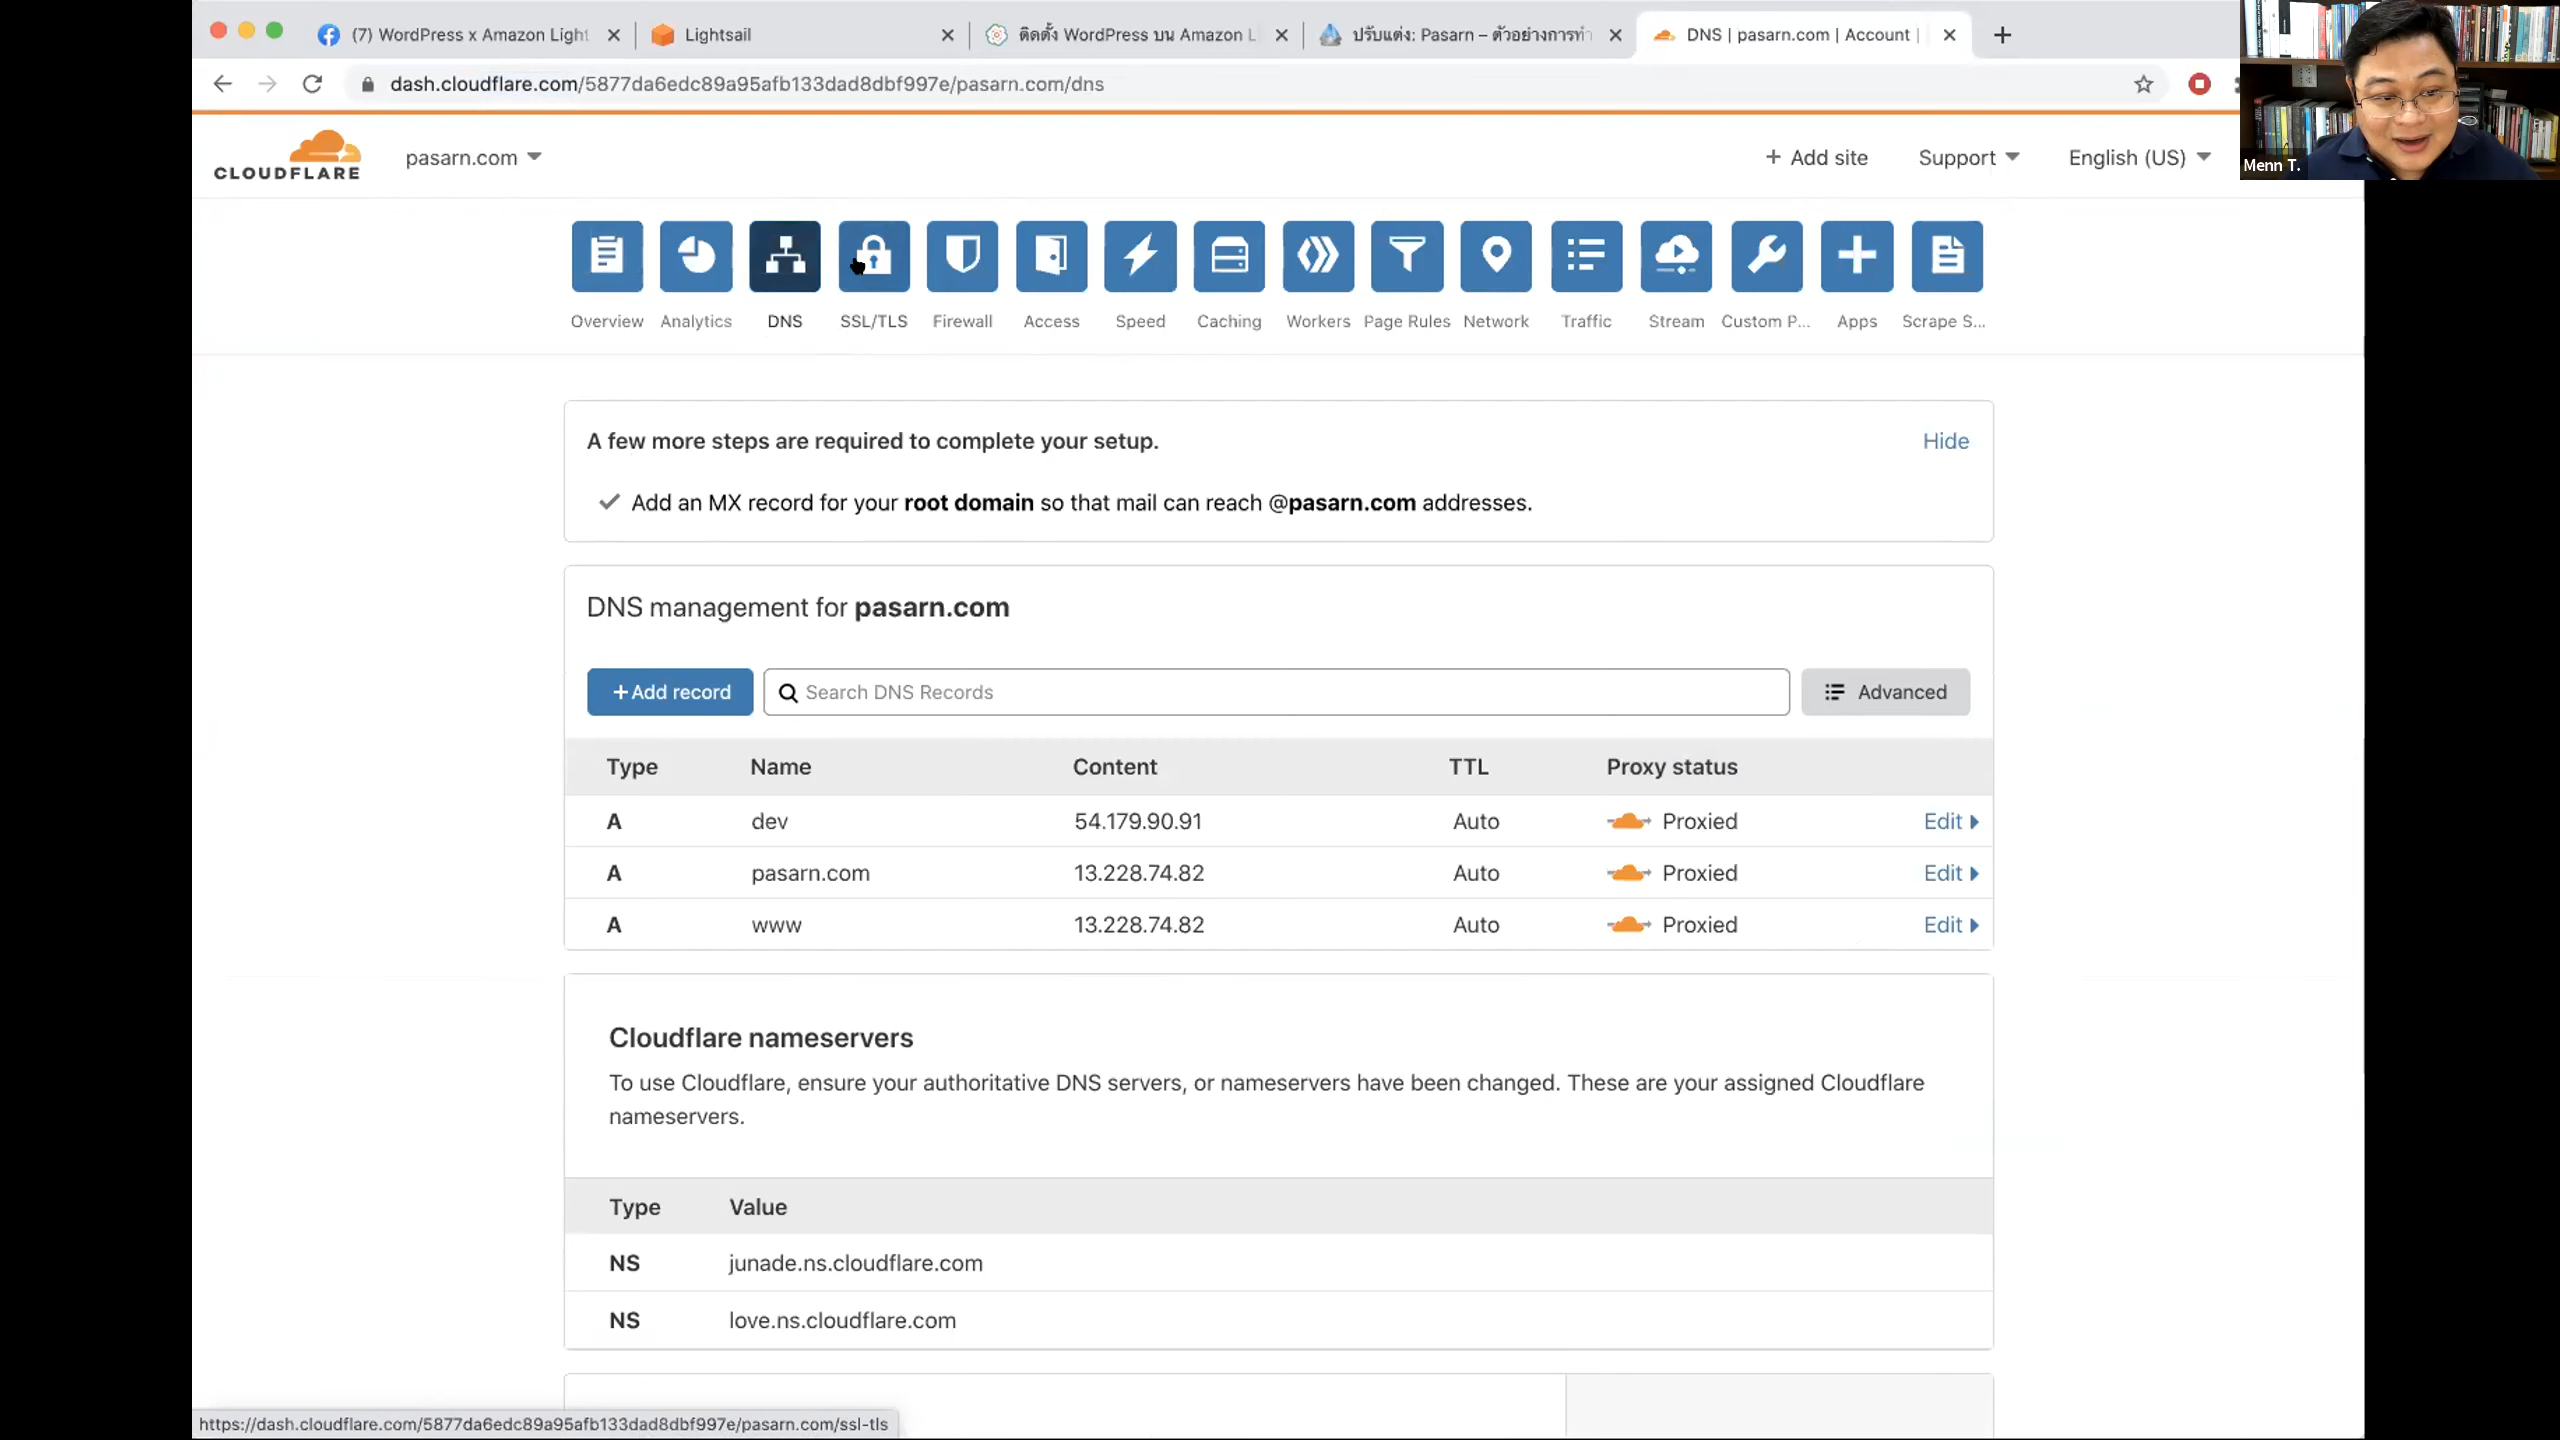 (7) WordPress x Amazon Light
Lightsail
ติดตั้ง WordPress บน Amazon L
ปรับแต่ง: Pasarn – ตัวอย่างการทำ
DNS | pasarn.com | Account |
dash.cloudflare.com/5877da6edc89a95afb133dad8dbf997e/pasarn.com/dns
Menn T.
CLOUDFLARE
pasarn.com
Add site
Support
English (US)
Overview
Analytics
DNS
SSL/TLS
Firewall
Access
Speed
Caching
Workers
Page Rules
Network
Traffic
Stream
Custom P...
Apps
Scrape S...
A few more steps are required to complete your setup.
Hide
Add an MX record for your root domain so that mail can reach @pasarn.com addresses.
DNS management for pasarn.com
+Add record
Search DNS Records
Advanced
Type Name Content TTL Proxy status
A dev 54.179.90.91 Auto Proxied Edit
A pasarn.com 13.228.74.82 Auto Proxied Edit
A www 13.228.74.82 Auto Proxied Edit
Cloudflare nameservers
To use Cloudflare, ensure your authoritative DNS servers, or nameservers have been changed. These are your assigned Cloudflare
nameservers.
Type Value
NS junade.ns.cloudflare.com
NS love.ns.cloudflare.com
https://dash.cloudflare.com/5877da6edc89a95afb133dad8dbf997e/pasarn.com/ssl-tls